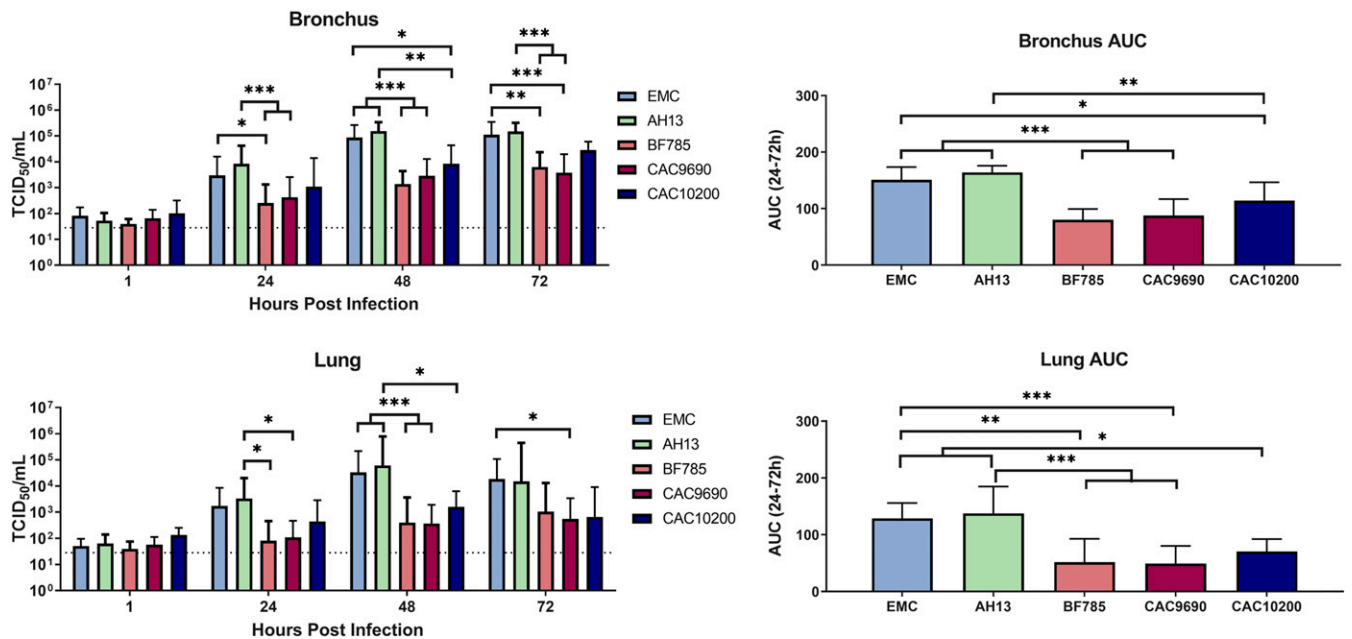 Bronchus
* *** * ** *** *** *** **
TCID₅₀/mL
10⁷
10⁶
10⁵
10⁴
10³
10²
10¹
10⁰
1 24 48 72
Hours Post Infection
EMC
AH13
BF785
CAC9690
CAC10200
Bronchus AUC
**
*
***
AUC (24-72h)
300
200
100
0
EMC AH13 BF785 CAC9690 CAC10200
Lung
* * *** * *
TCID₅₀/mL
10⁷
10⁶
10⁵
10⁴
10³
10²
10¹
10⁰
1 24 48 72
Hours Post Infection
EMC
AH13
BF785
CAC9690
CAC10200
Lung AUC
***
**
*
***
AUC (24-72h)
300
200
100
0
EMC AH13 BF785 CAC9690 CAC10200